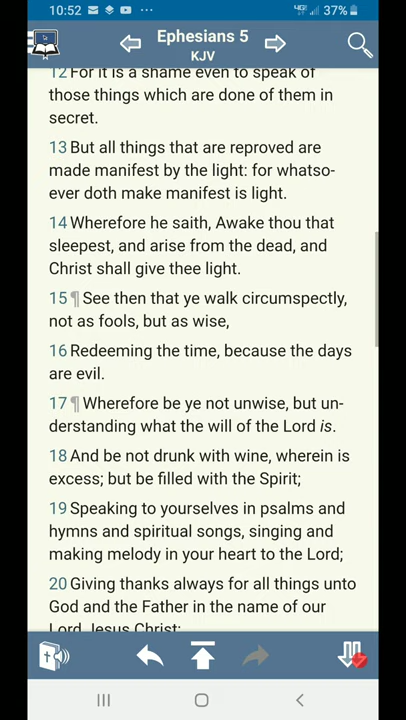 10:52
37%
Ephesians 5
KJV
12 For it is a shame even to speak of
those things which are done of them in
secret.
13 But all things that are reproved are
made manifest by the light: for whatso-
ever doth make manifest is light.
14 Wherefore he saith, Awake thou that
sleepest, and arise from the dead, and
Christ shall give thee light.
15 ¶ See then that ye walk circumspectly,
not as fools, but as wise,
16 Redeeming the time, because the days
are evil.
17 ¶ Wherefore be ye not unwise, but un-
derstanding what the will of the Lord is.
18 And be not drunk with wine, wherein is
excess; but be filled with the Spirit;
19 Speaking to yourselves in psalms and
hymns and spiritual songs, singing and
making melody in your heart to the Lord;
20 Giving thanks always for all things unto
God and the Father in the name of our
Lord Jesus Christ;